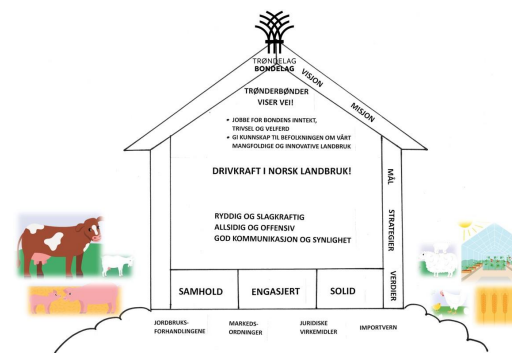 TRØNDELAG
BONDELAG
VISJON
MISJON
TRØNDERBØNDER
VISER VEI!
JOBBE FOR BONDENS INNTEKT,
TRIVSEL OG VELFERD
GI KUNNSKAP TIL BEFOLKNINGEN OM VÅRT
MANGFOLDIGE OG INNOVATIVE LANDBRUK
DRIVKRAFT I NORSK LANDBRUK!
MÅL
RYDDIG OG SLAGKRAFTIG
ALLSIDIG OG OFFENSIV
GOD KOMMUNIKASJON OG SYNLIGHET
STRATEGIER
SAMHOLD
ENGASJERT
SOLID
VERDIER
JORDBRUKS-
FORHANDLINGENE
MARKEDS-
ORDNINGER
JURIDISKE
VIRKEMIDLER
IMPORTVERN